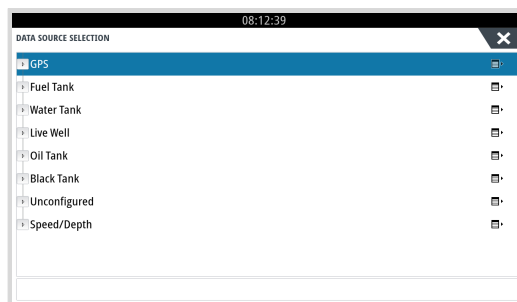 08:12:39
DATA SOURCE SELECTION
GPS
Fuel Tank
Water Tank
Live Well
Oil Tank
Black Tank
Unconfigured
Speed/Depth